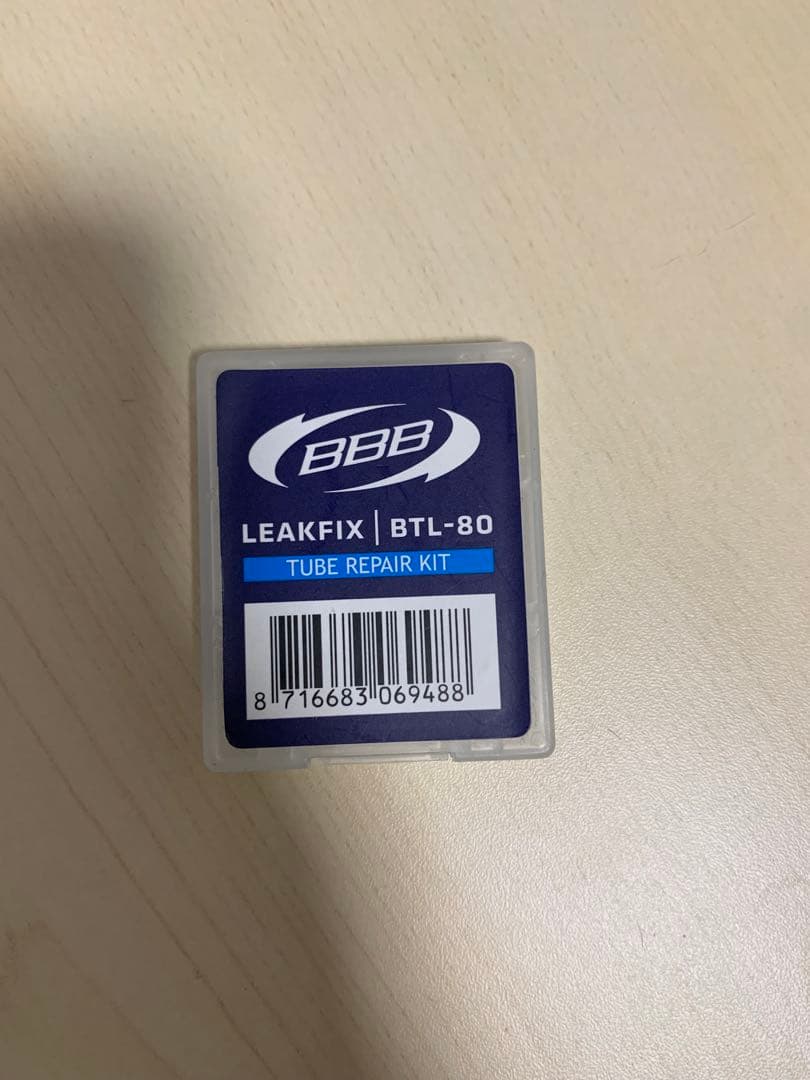 BBB
LEAKFIX | BTL-80
TUBE REPAIR KIT
8 716683 069488